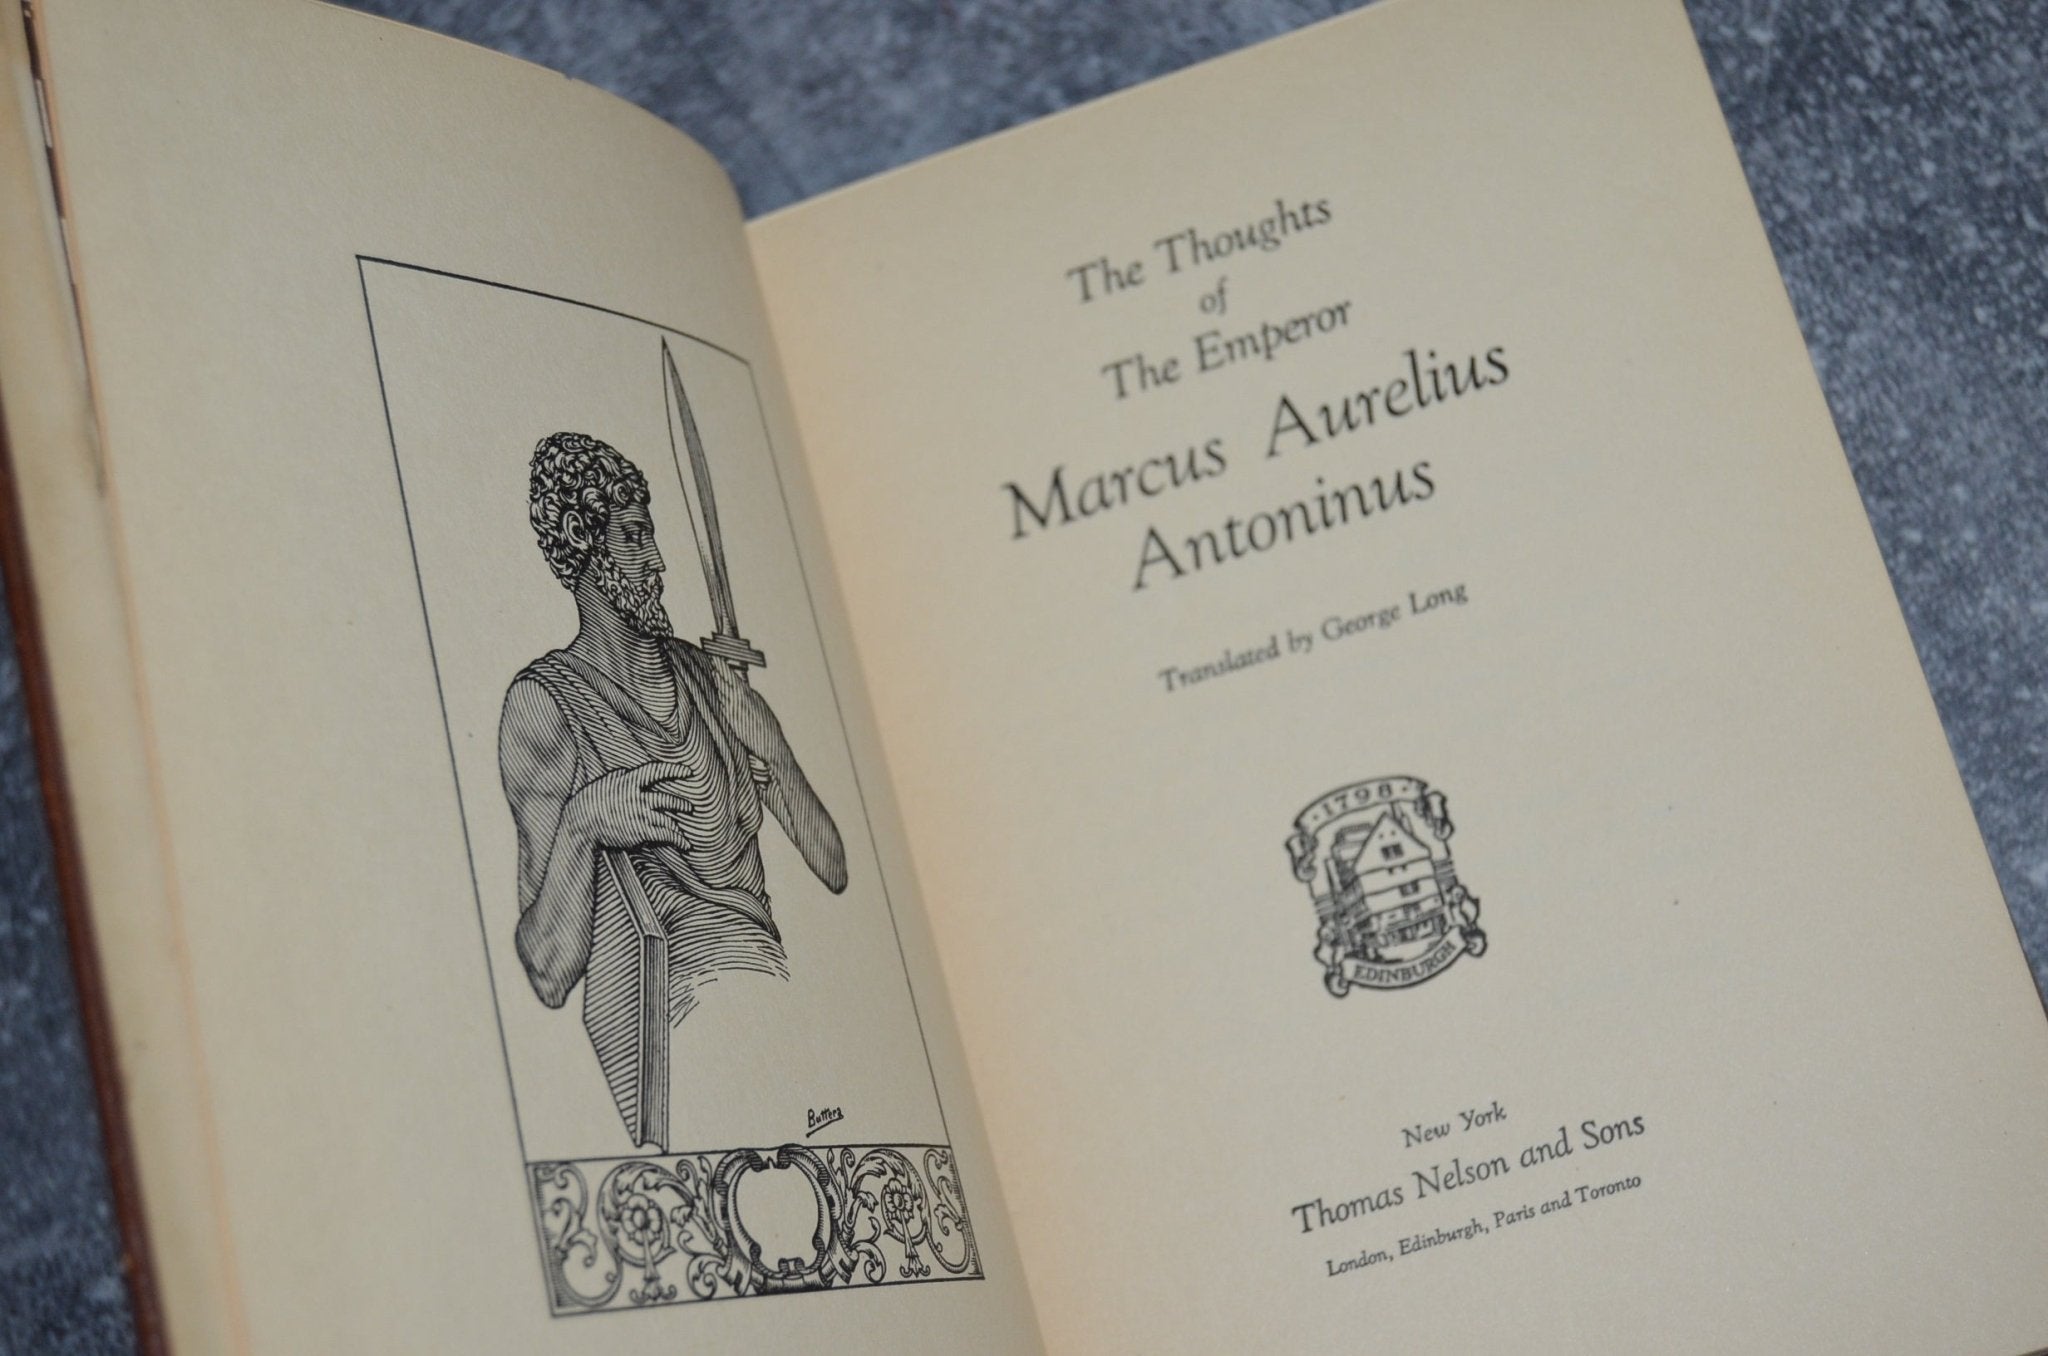 Butters
The Thoughts
of
The Emperor
Marcus Aurelius
Antoninus
Translated by George Long
·1798·
EDINBURGH
New York
Thomas Nelson and Sons
London, Edinburgh, Paris and Toronto